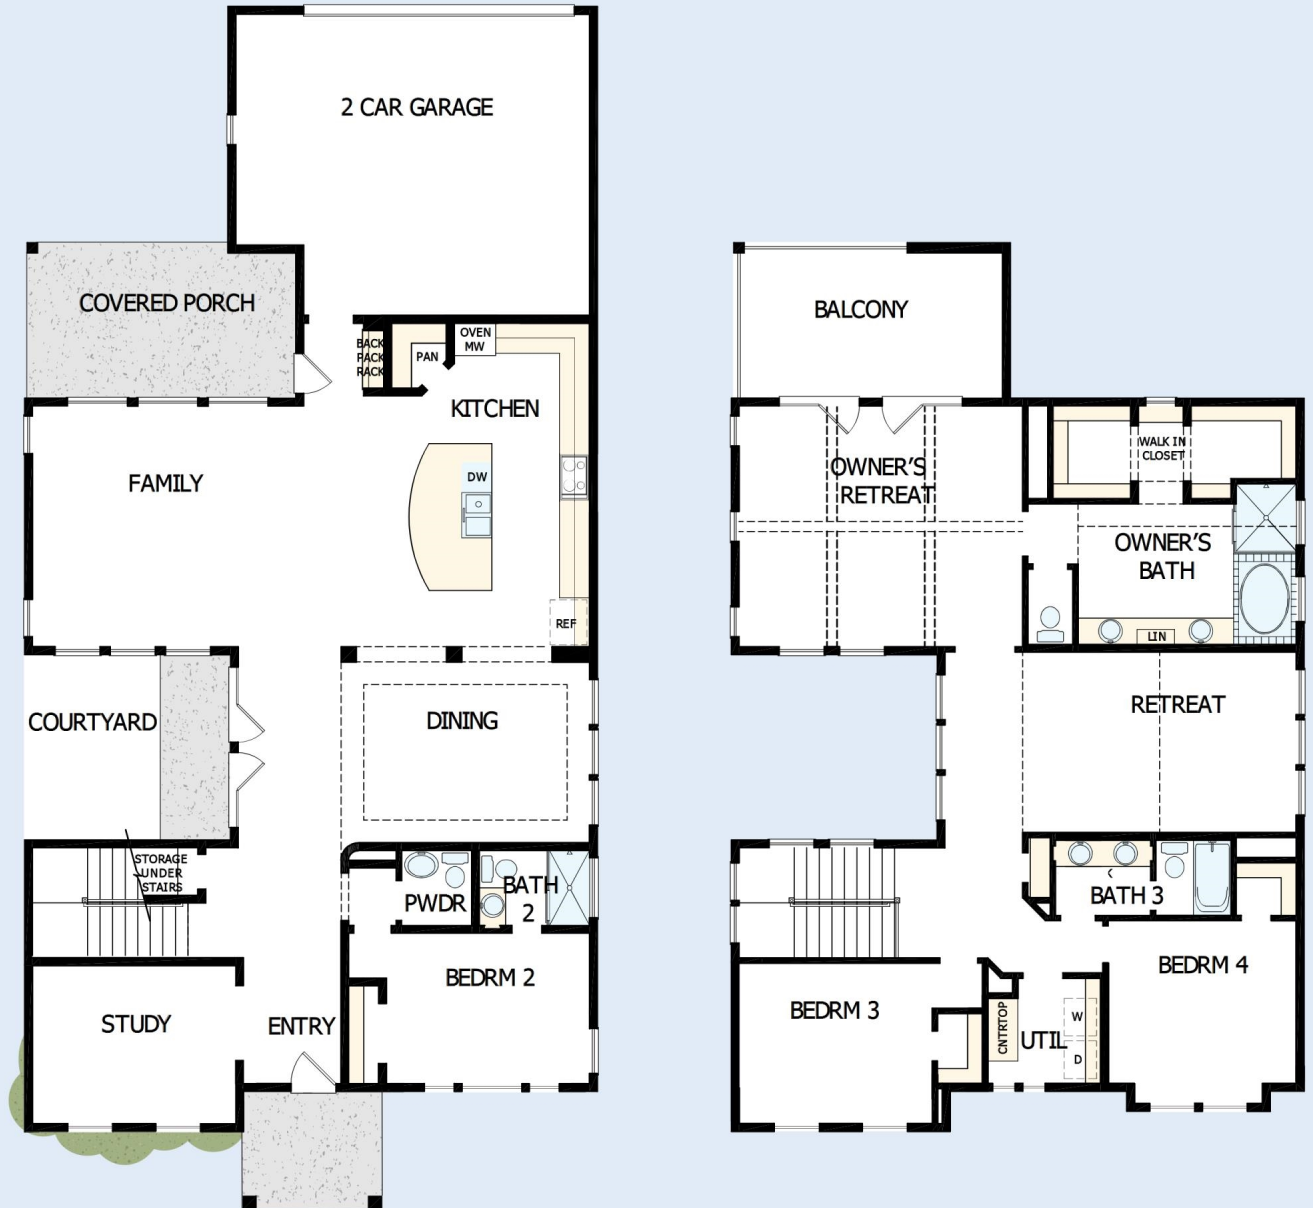 2 CAR GARAGE
COVERED PORCH
BACK
PACK
RACK
PAN
OVEN
MW
KITCHEN
FAMILY
DW
REF
COURTYARD
DINING
STORAGE
UNDER
STAIRS
PWDR
BATH
2
BEDRM 2
STUDY
ENTRY
BALCONY
OWNER'S
RETREAT
WALK IN
CLOSET
OWNER'S
BATH
LIN
RETREAT
BATH 3
BEDRM 4
BEDRM 3
CNTRTOP
UTIL
W
D